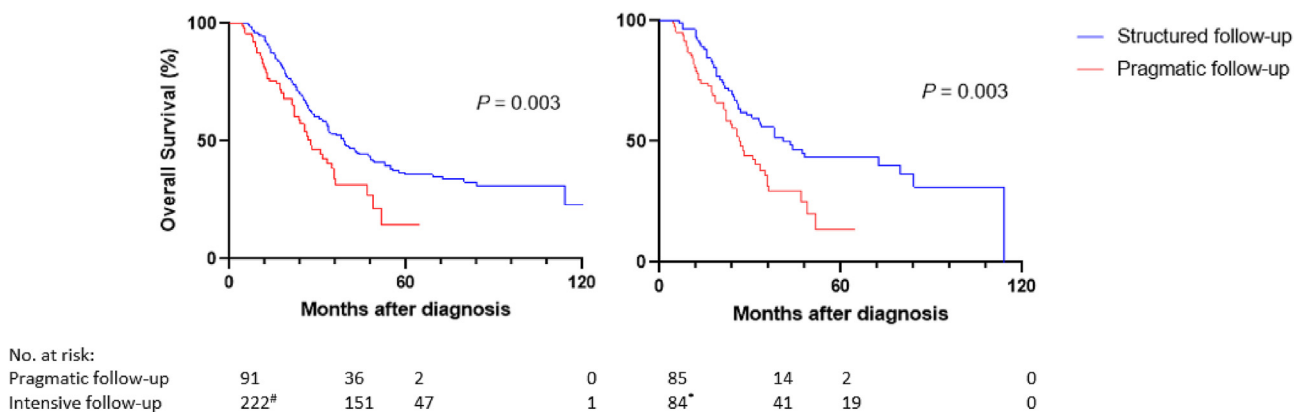 100
50
0
Overall Survival (%)
P = 0.003
0 60 120
Months after diagnosis
100
50
0
P = 0.003
0 60 120
Months after diagnosis
Structured follow-up
Pragmatic follow-up
No. at risk:
Pragmatic follow-up 91 36 2 0 85 14 2 0
Intensive follow-up 222# 151 47 1 84* 41 19 0